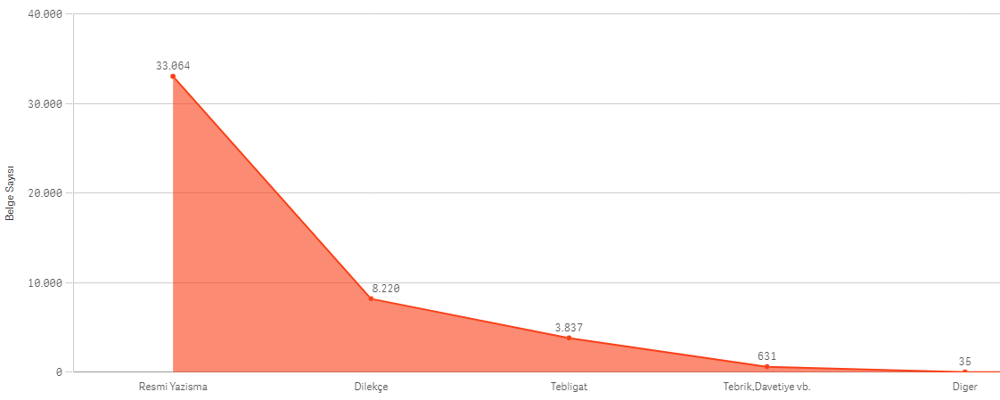 40.000
33.064
30.000
Belge Sayısı
20.000
10.000
8.220
3.837
631
35
0
Resmi Yazisma
Dilekçe
Tebligat
Tebrik,Davetiye vb.
Diger